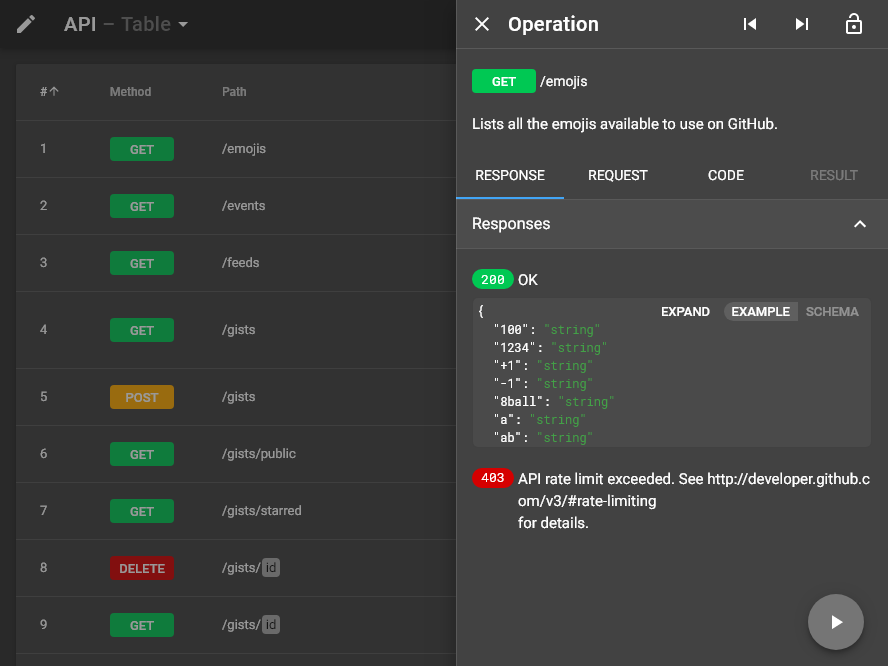 API – Table
# Method Path
1 GET /emojis
2 GET /events
3 GET /feeds
4 GET /gists
5 POST /gists
6 GET /gists/public
7 GET /gists/starred
8 DELETE /gists/ id
9 GET /gists/ id
Operation
GET /emojis
Lists all the emojis available to use on GitHub.
RESPONSE REQUEST CODE RESULT
Responses
200 OK
EXPAND EXAMPLE SCHEMA
{
"100": "string"
"1234": "string"
"+1": "string"
"-1": "string"
"8ball": "string"
"a": "string"
"ab": "string"
403 API rate limit exceeded. See http://developer.github.c
om/v3/#rate-limiting
for details.